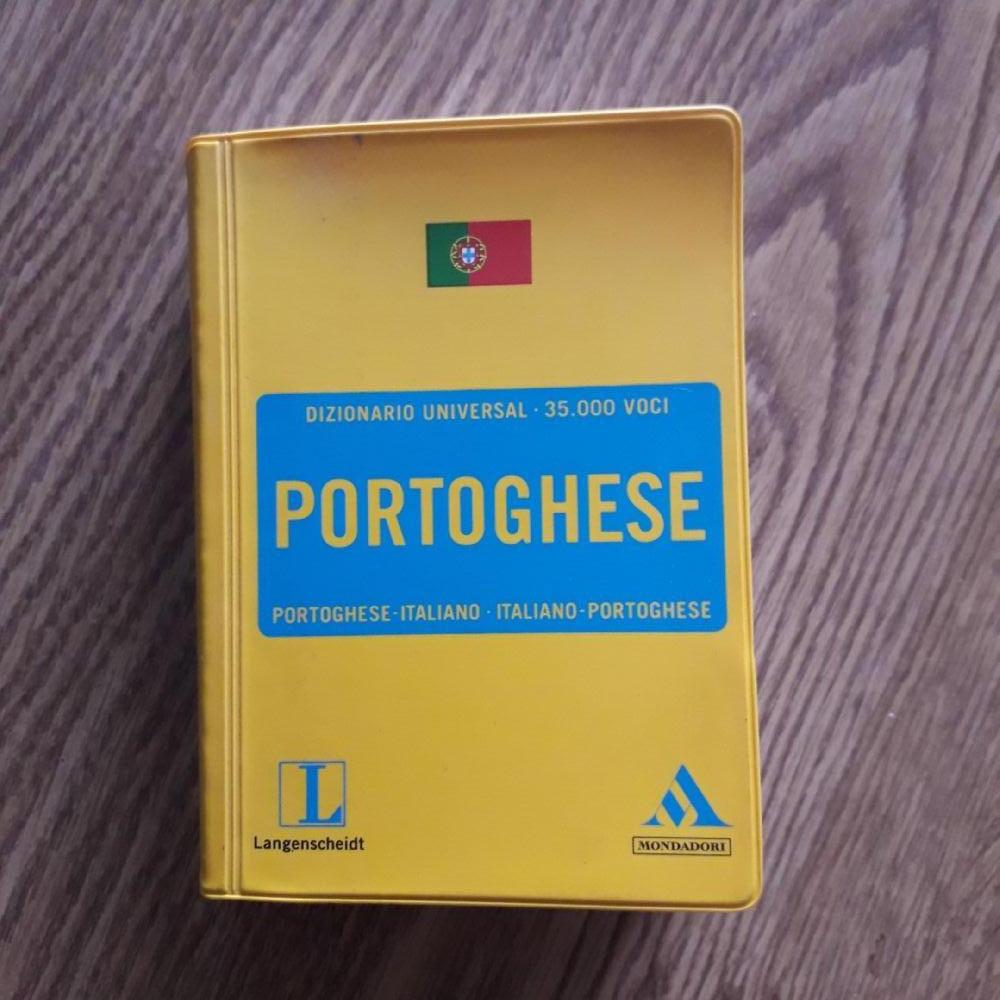 DIZIONARIO UNIVERSAL · 35.000 VOCI
PORTOGHESE
PORTOGHESE-ITALIANO · ITALIANO-PORTOGHESE
L
Langenscheidt
MONDADORI